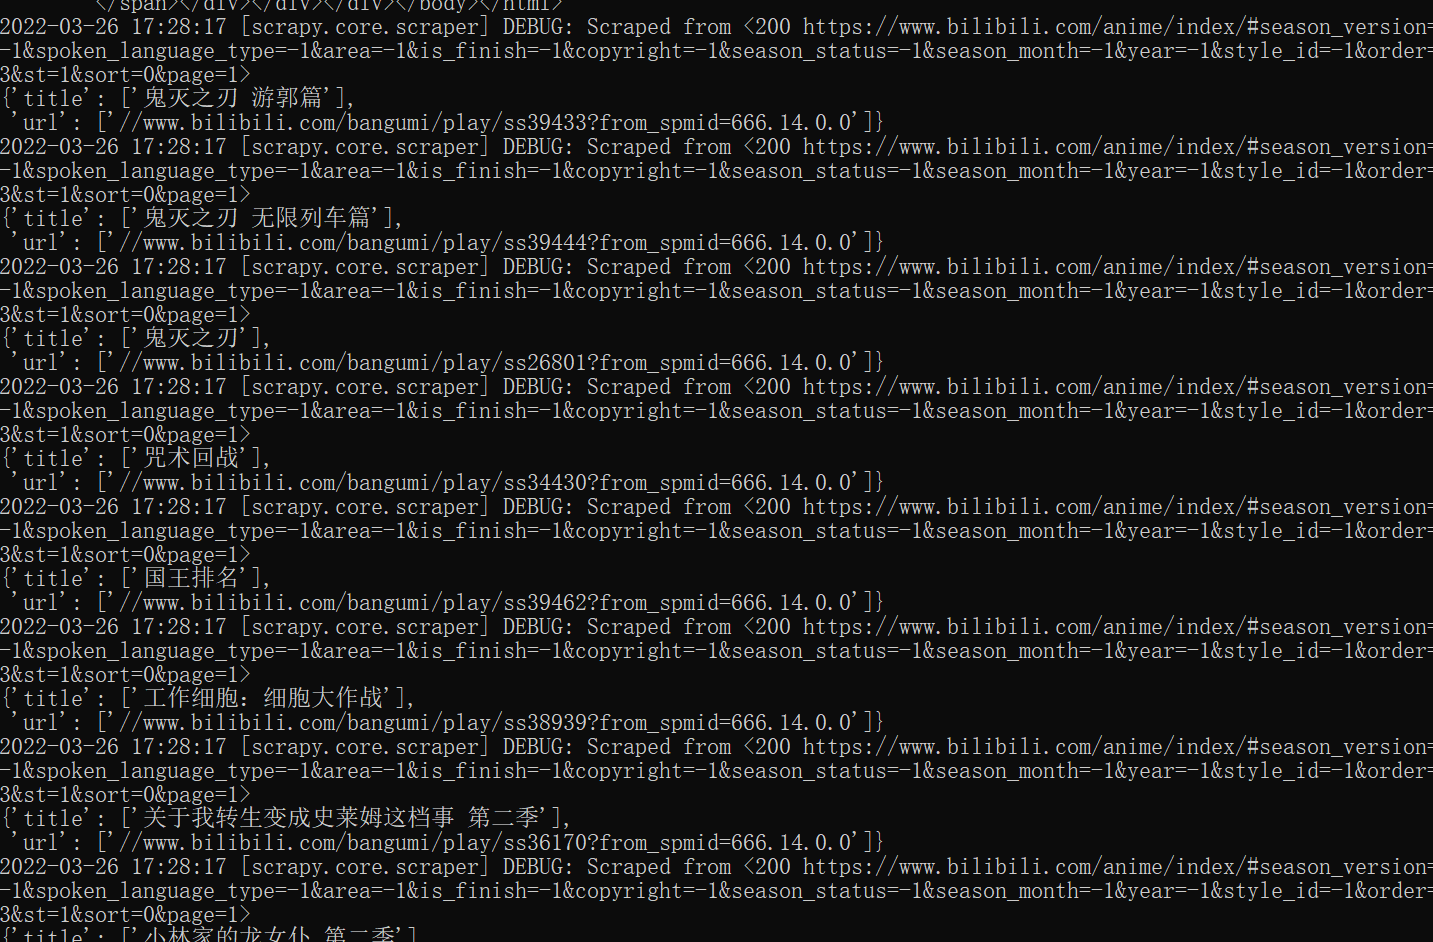 </span></div></div></body></html>
2022-03-26 17:28:17 [scrapy.core.scraper] DEBUG: Scraped from <200 https://www.bilibili.com/anime/index/#season_version=
-1&spoken_language_type=-1&area=-1&is_finish=-1&copyright=-1&season_status=-1&season_month=-1&year=-1&style_id=-1&order=
3&st=1&sort=0&page=1>
{'title': ['鬼灭之刃 游郭篇'],
 'url': ['//www.bilibili.com/bangumi/play/ss39433?from_spmid=666.14.0.0']}
2022-03-26 17:28:17 [scrapy.core.scraper] DEBUG: Scraped from <200 https://www.bilibili.com/anime/index/#season_version=
-1&spoken_language_type=-1&area=-1&is_finish=-1&copyright=-1&season_status=-1&season_month=-1&year=-1&style_id=-1&order=
3&st=1&sort=0&page=1>
{'title': ['鬼灭之刃 无限列车篇'],
 'url': ['//www.bilibili.com/bangumi/play/ss39444?from_spmid=666.14.0.0']}
2022-03-26 17:28:17 [scrapy.core.scraper] DEBUG: Scraped from <200 https://www.bilibili.com/anime/index/#season_version=
-1&spoken_language_type=-1&area=-1&is_finish=-1&copyright=-1&season_status=-1&season_month=-1&year=-1&style_id=-1&order=
3&st=1&sort=0&page=1>
{'title': ['鬼灭之刃'],
 'url': ['//www.bilibili.com/bangumi/play/ss26801?from_spmid=666.14.0.0']}
2022-03-26 17:28:17 [scrapy.core.scraper] DEBUG: Scraped from <200 https://www.bilibili.com/anime/index/#season_version=
-1&spoken_language_type=-1&area=-1&is_finish=-1&copyright=-1&season_status=-1&season_month=-1&year=-1&style_id=-1&order=
3&st=1&sort=0&page=1>
{'title': ['咒术回战'],
 'url': ['//www.bilibili.com/bangumi/play/ss34430?from_spmid=666.14.0.0']}
2022-03-26 17:28:17 [scrapy.core.scraper] DEBUG: Scraped from <200 https://www.bilibili.com/anime/index/#season_version=
-1&spoken_language_type=-1&area=-1&is_finish=-1&copyright=-1&season_status=-1&season_month=-1&year=-1&style_id=-1&order=
3&st=1&sort=0&page=1>
{'title': ['国王排名'],
 'url': ['//www.bilibili.com/bangumi/play/ss39462?from_spmid=666.14.0.0']}
2022-03-26 17:28:17 [scrapy.core.scraper] DEBUG: Scraped from <200 https://www.bilibili.com/anime/index/#season_version=
-1&spoken_language_type=-1&area=-1&is_finish=-1&copyright=-1&season_status=-1&season_month=-1&year=-1&style_id=-1&order=
3&st=1&sort=0&page=1>
{'title': ['工作细胞：细胞大作战'],
 'url': ['//www.bilibili.com/bangumi/play/ss38939?from_spmid=666.14.0.0']}
2022-03-26 17:28:17 [scrapy.core.scraper] DEBUG: Scraped from <200 https://www.bilibili.com/anime/index/#season_version=
-1&spoken_language_type=-1&area=-1&is_finish=-1&copyright=-1&season_status=-1&season_month=-1&year=-1&style_id=-1&order=
3&st=1&sort=0&page=1>
{'title': ['关于我转生变成史莱姆这档事 第二季'],
 'url': ['//www.bilibili.com/bangumi/play/ss36170?from_spmid=666.14.0.0']}
2022-03-26 17:28:17 [scrapy.core.scraper] DEBUG: Scraped from <200 https://www.bilibili.com/anime/index/#season_version=
-1&spoken_language_type=-1&area=-1&is_finish=-1&copyright=-1&season_status=-1&season_month=-1&year=-1&style_id=-1&order=
3&st=1&sort=0&page=1>
{'title': ['小林家的龙女仆 第二季']